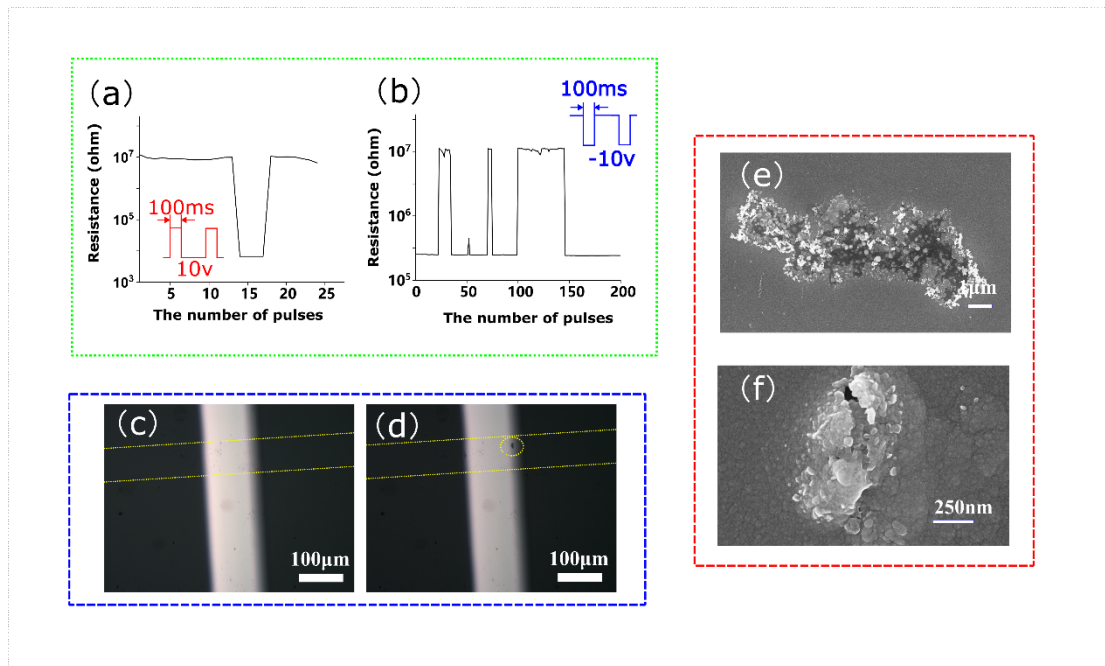 (a)
Resistance (ohm)
10⁷
10⁵
10³
100ms
10v
5
10
15
20
25
The number of pulses
(b)
100ms
-10v
Resistance (ohm)
10⁷
10⁶
10⁵
0
50
100
150
200
The number of pulses
(c)
100μm
(d)
100μm
(e)
1μm
(f)
250nm